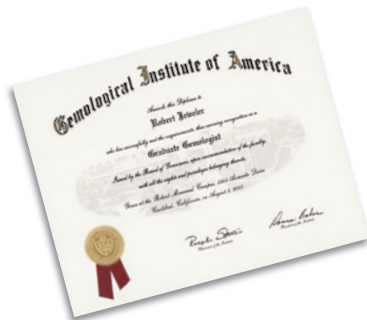 Gemological Institute of America
Awards this Diploma to
Robert Jeweler
who has successfully met the requirements, thus earning recognition as a
Graduate Gemologist
Issued by the Board of Governors, upon recommendation of the faculty,
with all the rights and privileges belonging thereto.
Given at the Robert Mouawad Campus, 5345 Armada Drive
Carlsbad, California, on August